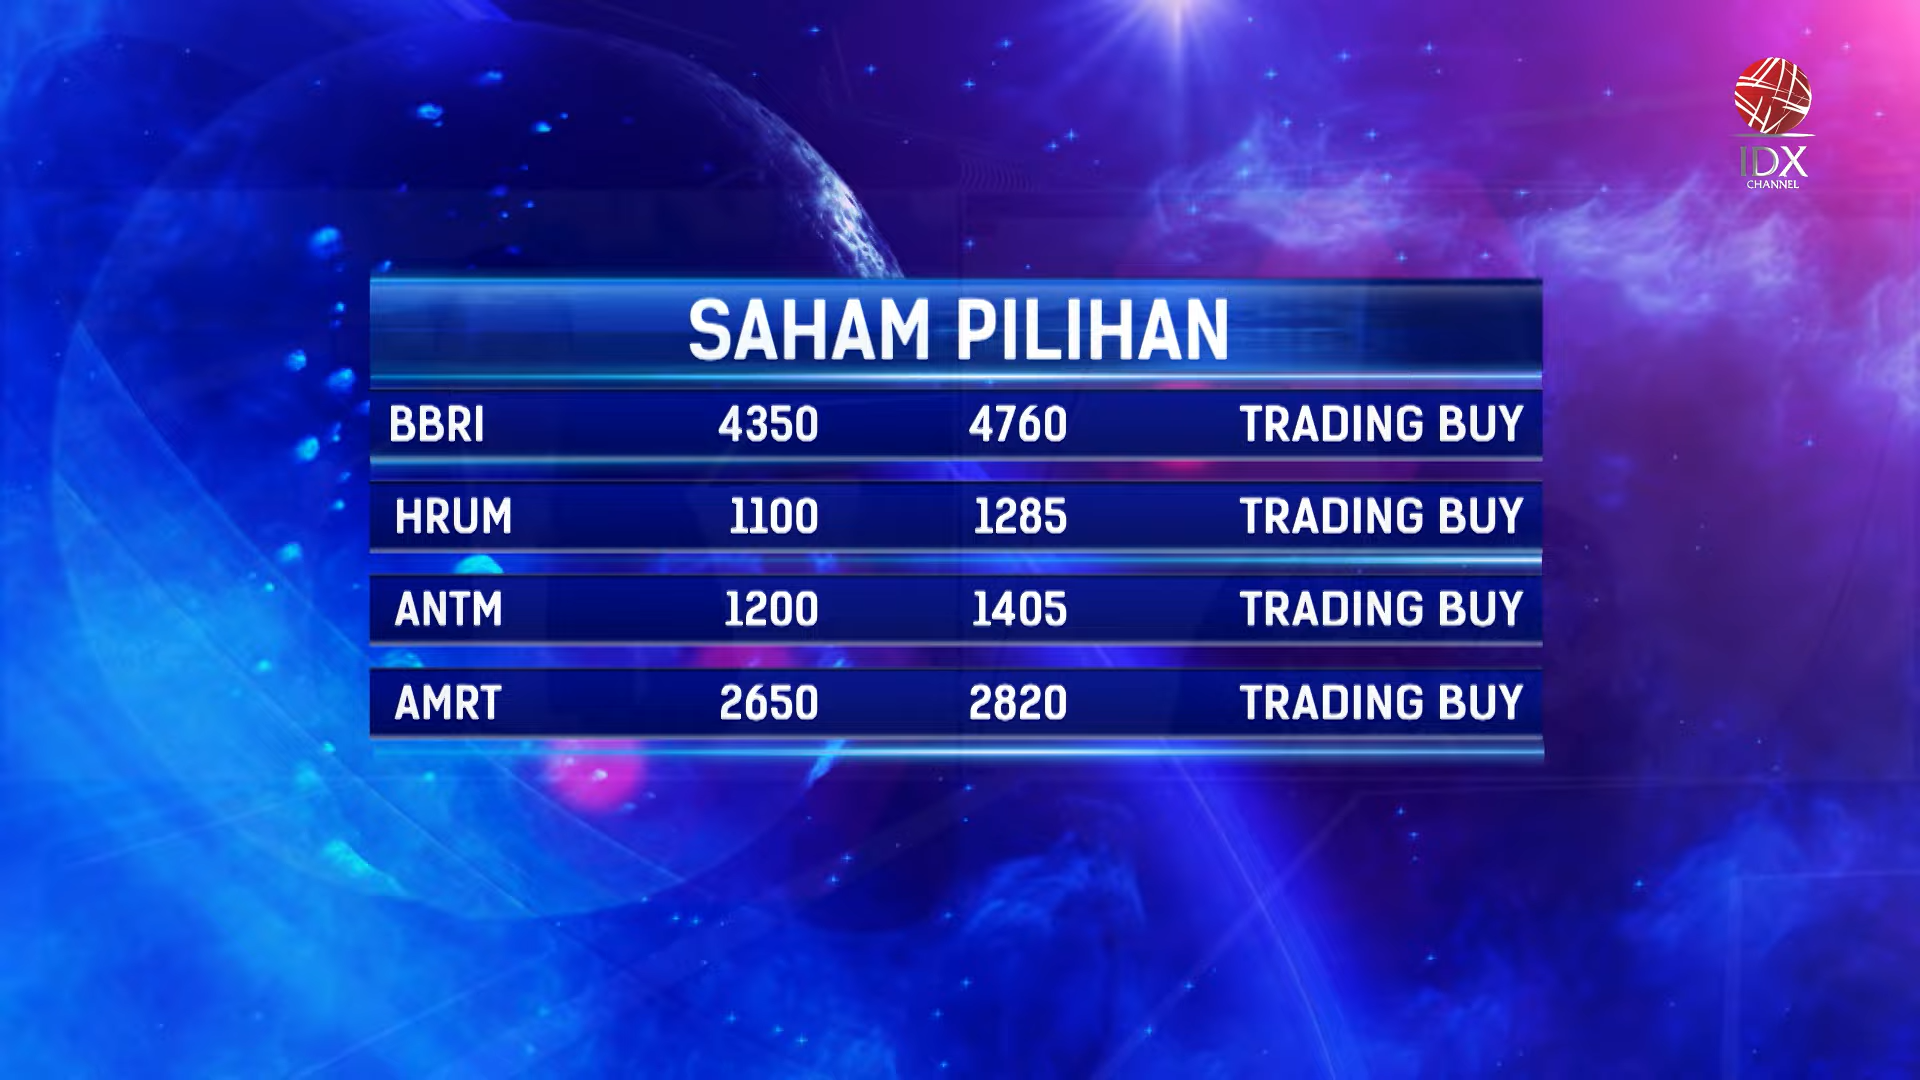 IDX
CHANNEL
SAHAM PILIHAN
BBRI 4350 4760 TRADING BUY
HRUM 1100 1285 TRADING BUY
ANTM 1200 1405 TRADING BUY
AMRT 2650 2820 TRADING BUY